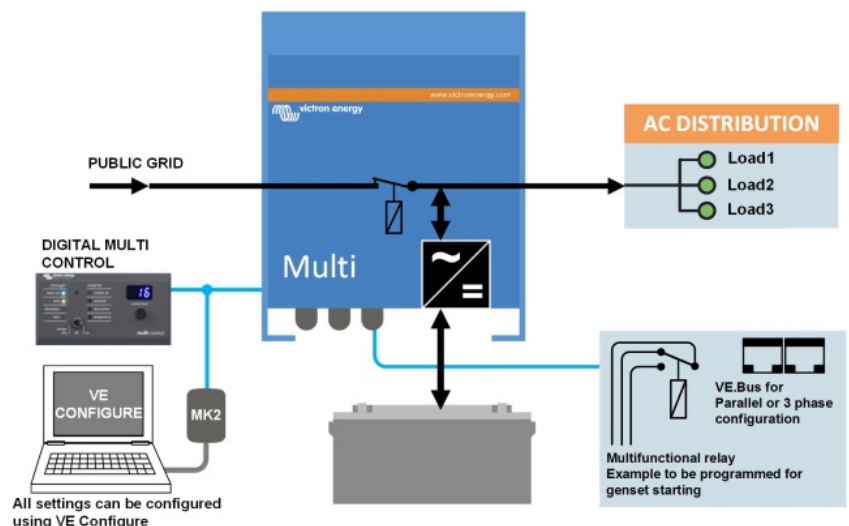 www.victronenergy.com
victron energy
AC DISTRIBUTION
PUBLIC GRID
Load1
Load2
Load3
DIGITAL MULTI
CONTROL
Multi
16
VE
CONFIGURE
MK2
VE.Bus for
Parallel or 3 phase
configuration
Multifunctional relay
Example to be programmed for
genset starting
All settings can be configured
using VE Configure